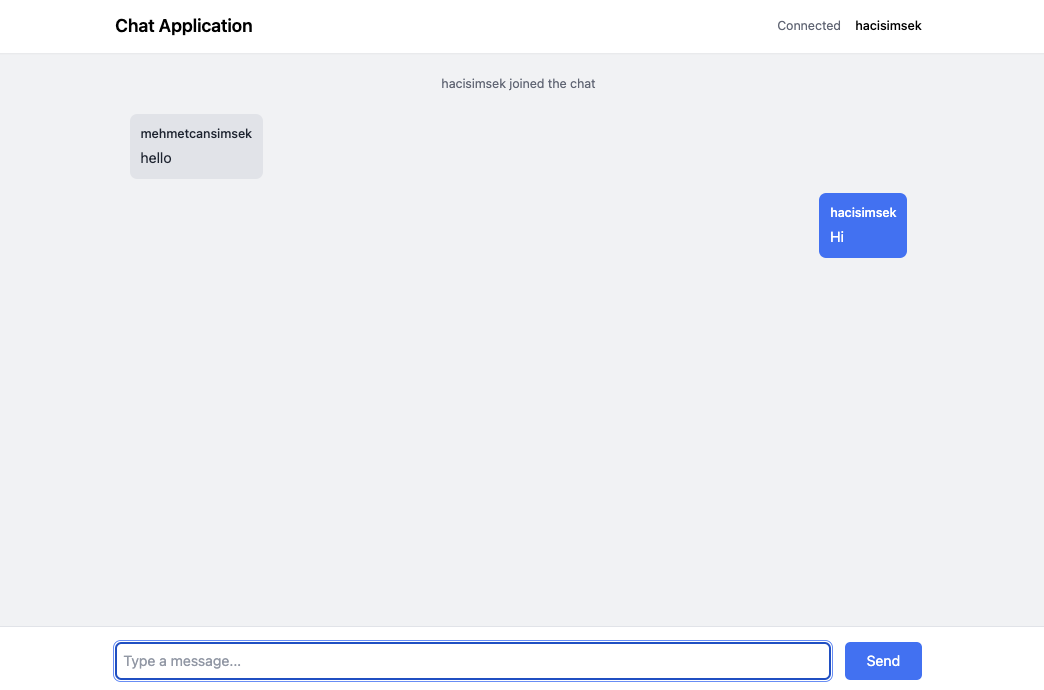 Chat Application
Connected hacisimsek
hacisimsek joined the chat
mehmetcansimsek
hello
hacisimsek
Hi
Type a message...
Send